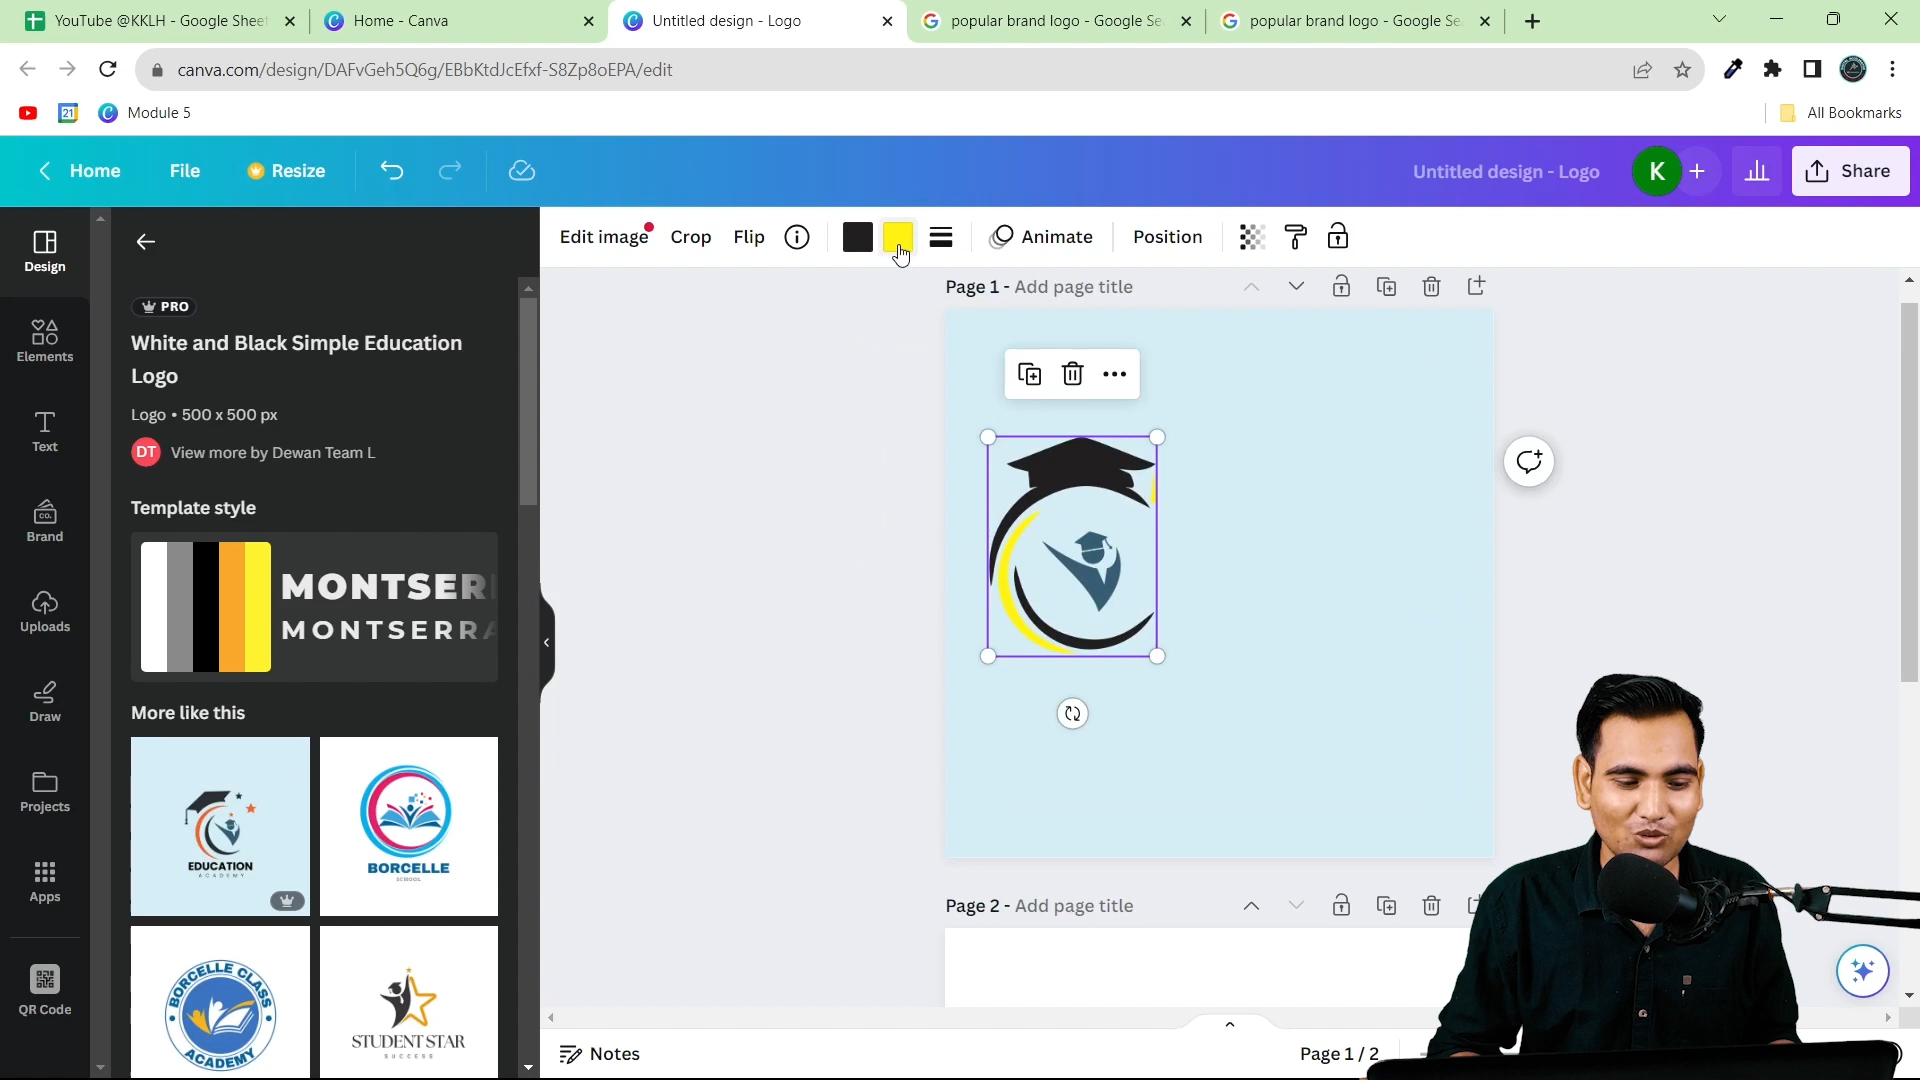 YouTube @KKLH - Google Sheet
Home - Canva
Untitled design - Logo
popular brand logo - Google Se
popular brand logo - Google Se
canva.com/design/DAFvGeh5Q6g/EBbKtdJcEfxf-S8Zp8oEPA/edit
21
Module 5
All Bookmarks
Home
File
Resize
Untitled design - Logo
K
Share
Edit image
Crop
Flip
Animate
Position
Design
Elements
Text
Brand
Uploads
Draw
Projects
Apps
QR Code
PRO
White and Black Simple Education
Logo
Logo • 500 x 500 px
DT
View more by Dewan Team L
Template style
MONTSER
MONTSERRA
More like this
EDUCATION
ACADEMY
BORCELLE
SCHOOL
BORCELLE CLASS
ACADEMY
STUDENT STAR
SUCCESS
Page 1 - Add page title
Page 2 - Add page title
Notes
Page 1 / 2